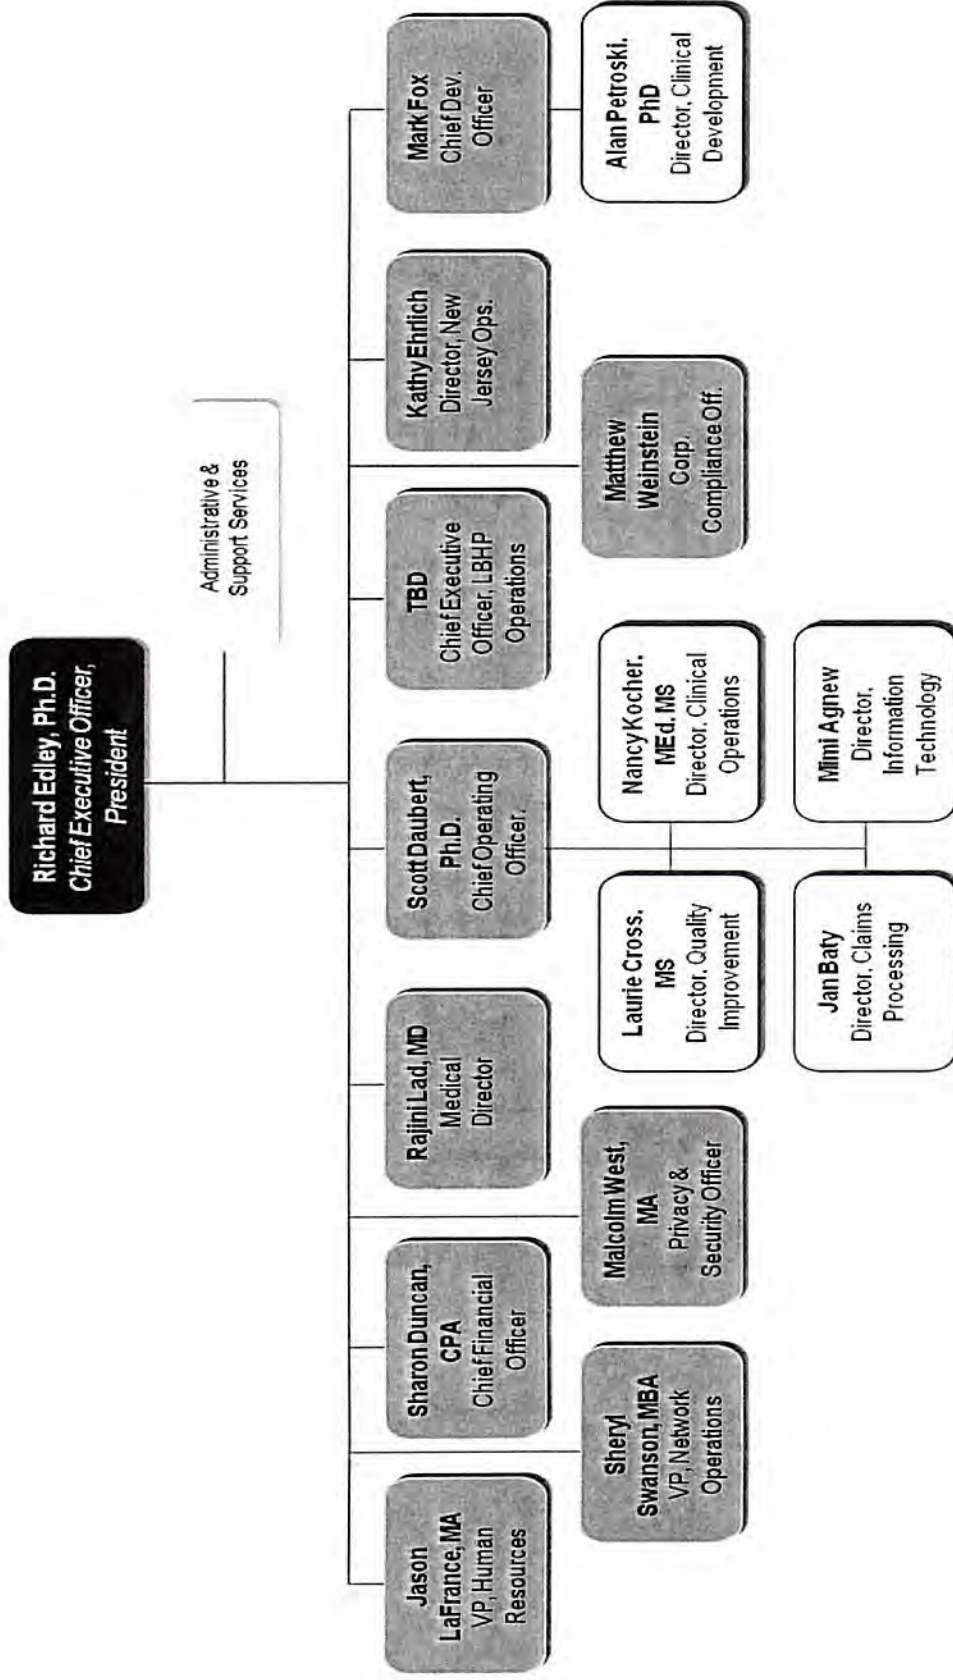 Richard Edley, Ph.D.
Chief Executive Officer,
President
Administrative &
Support Services
Jason
LaFrance, MA
VP, Human
Resources
Sharon Duncan,
CPA
Chief Financial
Officer
Rajini Lad, MD
Medical
Director
Scott Daubert,
Ph.D.
Chief Operating
Officer.
TBD
Chief Executive
Officer, LBHP
Operations
Kathy Ehrlich
Director, New
Jersey Ops.
Mark Fox
Chief Dev.
Officer
Sheryl
Swanson, MBA
VP, Network
Operations
Malcolm West,
MA
Privacy &
Security Officer
Laurie Cross,
MS
Director, Quality
Improvement
Nancy Kocher,
MEd, MS
Director, Clinical
Operations
Matthew
Weinstein
Corp.
Compliance Off.
Alan Petroski,
PhD
Director, Clinical
Development
Jan Baty
Director, Claims
Processing
Mimi Agnew
Director,
Information
Technology